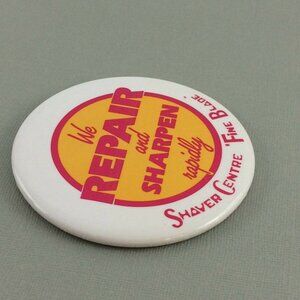 We
REPAIR
and
SHARPEN
rapidly
SHAVER CENTRE FINE BLADE